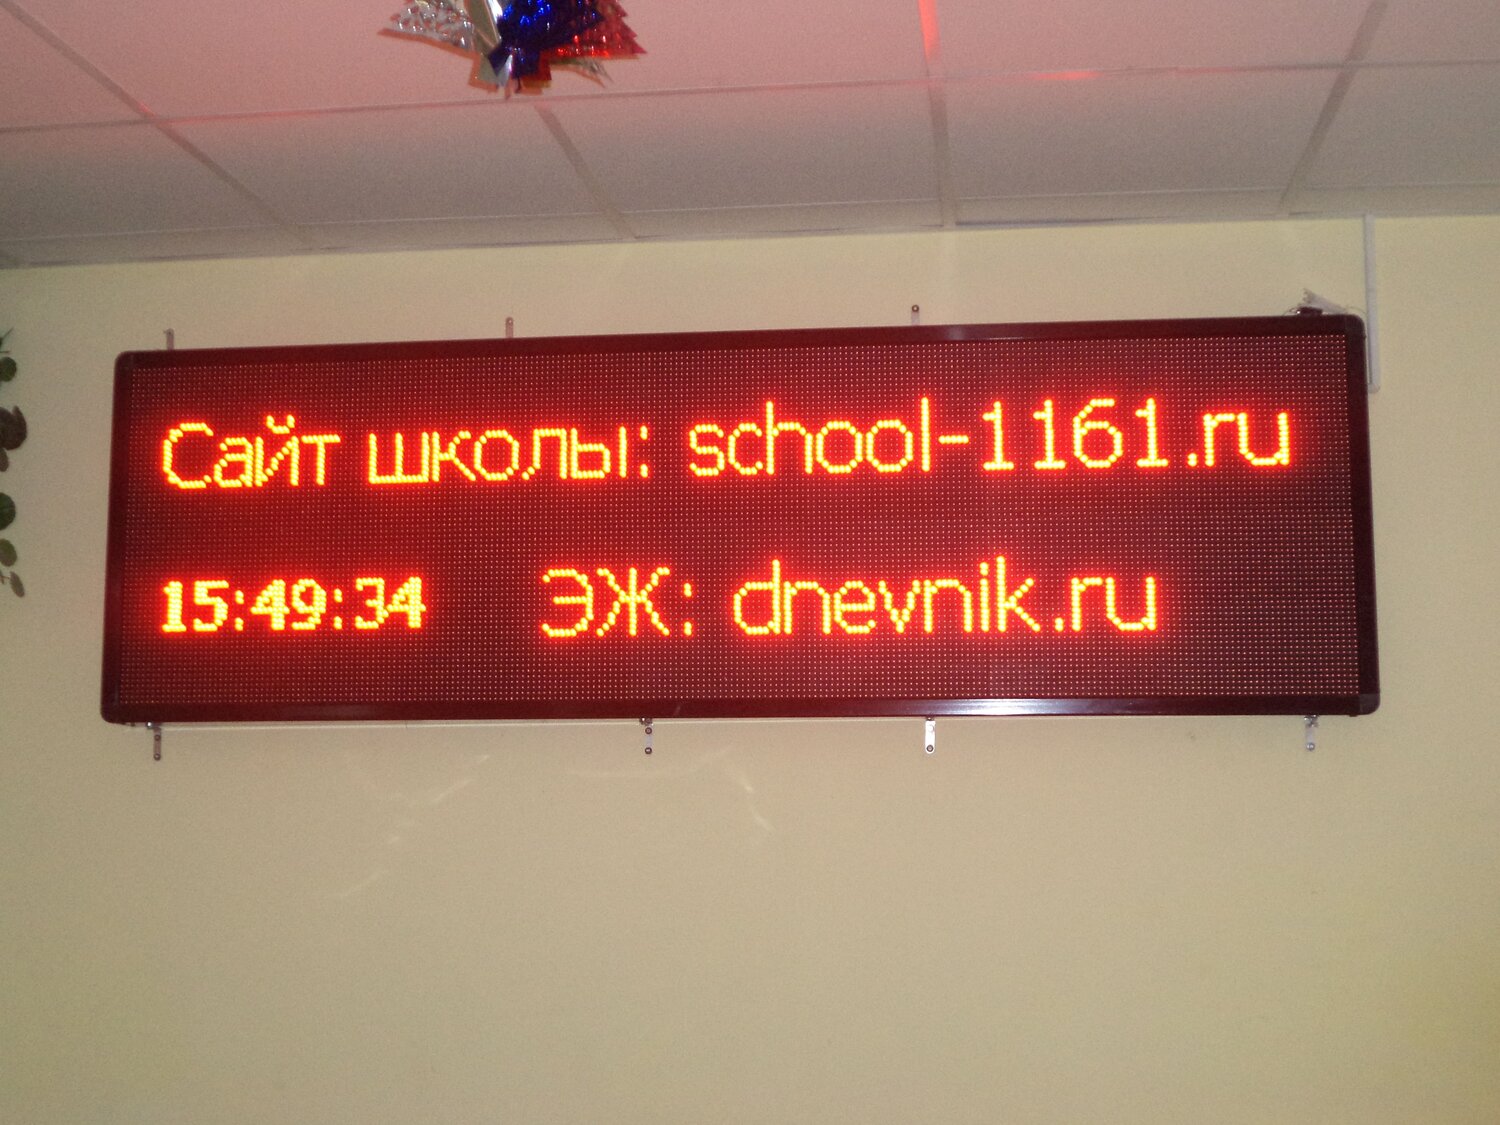 Сайт школы: school-1161.ru
15:49:34 ЭЖ: dnevnik.ru